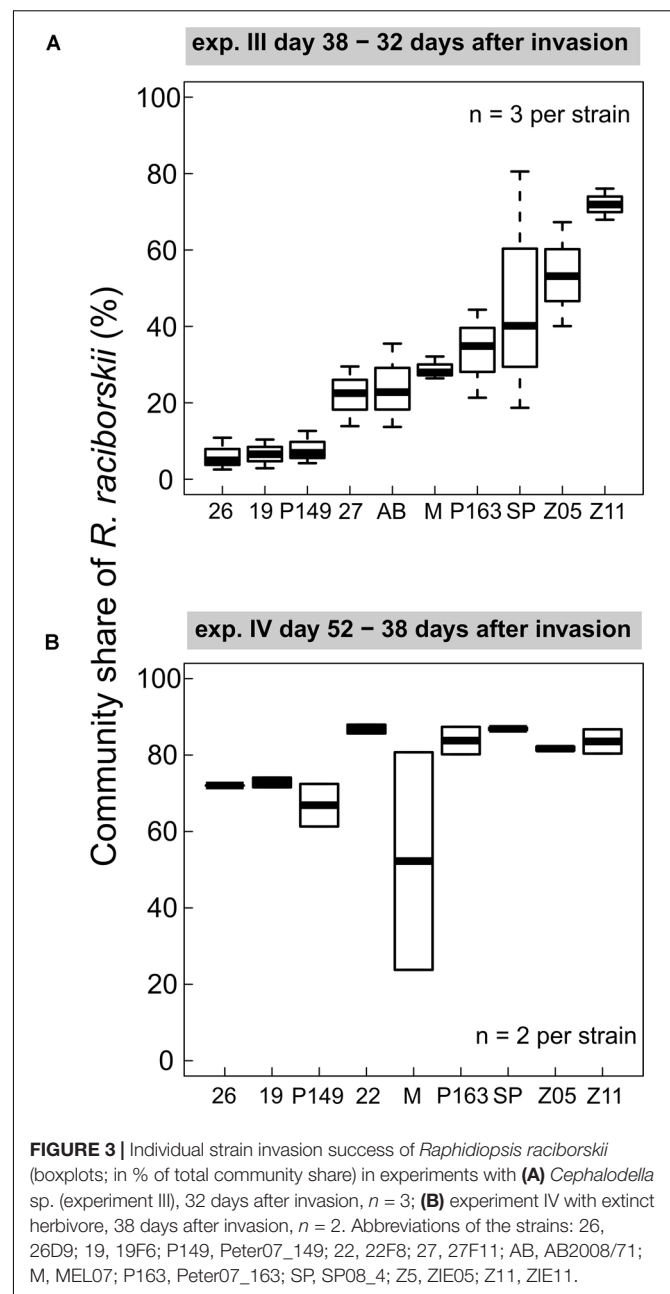 A
exp. III day 38 − 32 days after invasion
n = 3 per strain
100
80
60
40
20
0
26 19 P149 27 AB M P163 SP Z05 Z11
Community share of R. raciborskii (%)
B
exp. IV day 52 − 38 days after invasion
100
80
60
40
20
0
n = 2 per strain
26 19 P149 22 M P163 SP Z05 Z11
FIGURE 3 | Individual strain invasion success of Raphidiopsis raciborskii
(boxplots; in % of total community share) in experiments with (A) Cephalodella
sp. (experiment III), 32 days after invasion, n = 3; (B) experiment IV with extinct
herbivore, 38 days after invasion, n = 2. Abbreviations of the strains: 26,
26D9; 19, 19F6; P149, Peter07_149; 22, 22F8; 27, 27F11; AB, AB2008/71;
M, MEL07; P163, Peter07_163; SP, SP08_4; Z5, ZIE05; Z11, ZIE11.